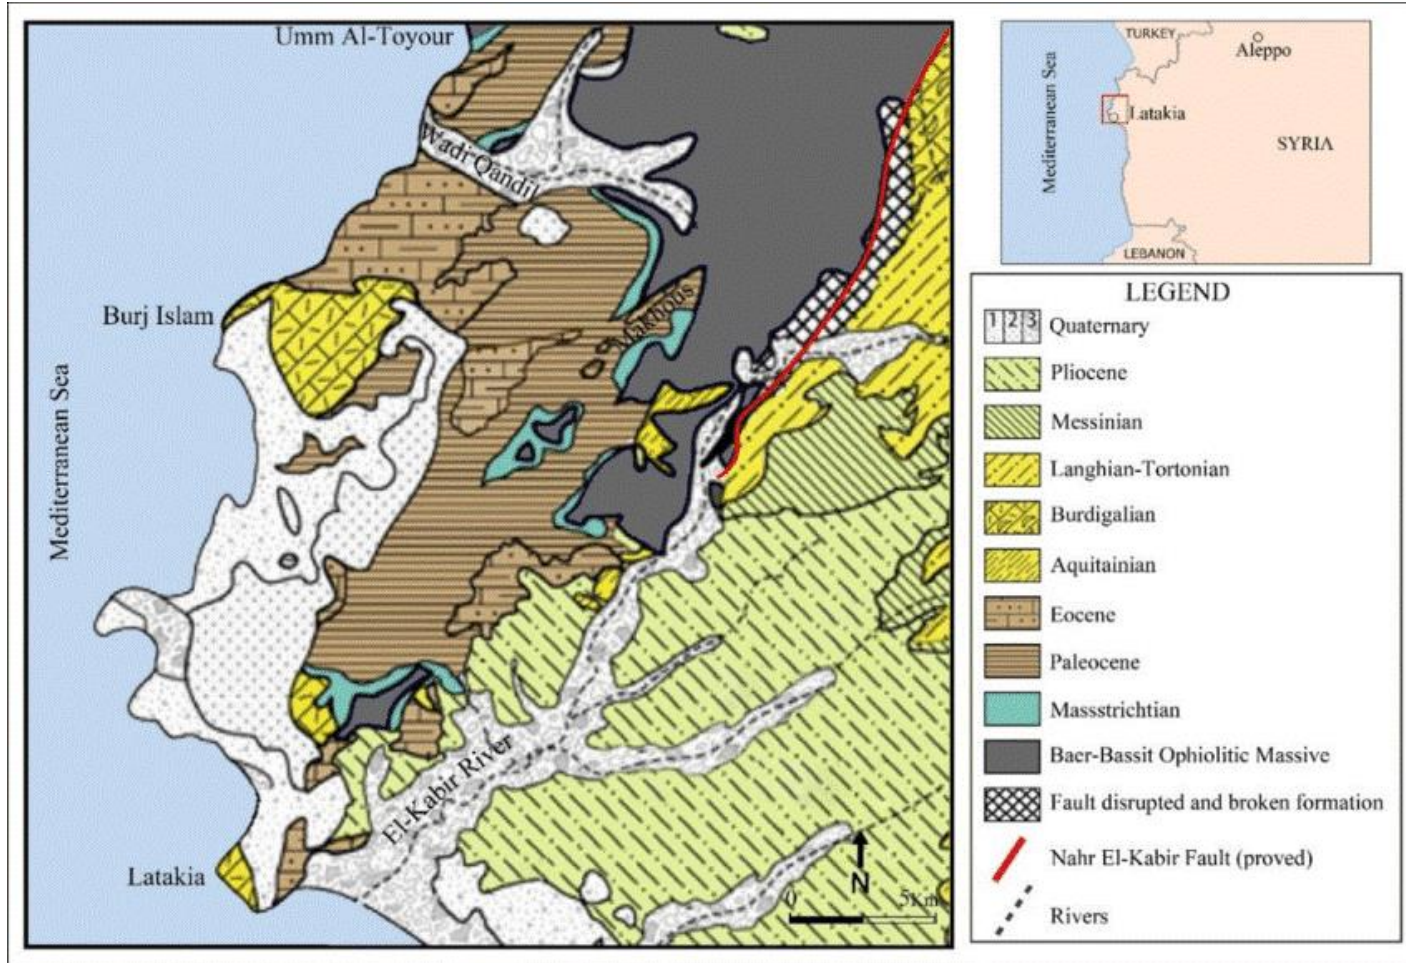 Umm Al-Toyour
Wadi Qandil
Burj Islam
Makhous
Mediterranean Sea
El-Kabir River
Latakia
N
0 5Km
TURKEY
Aleppo
Mediterranean Sea
Latakia
SYRIA
LEBANON
LEGEND
1 2 3 Quaternary
Pliocene
Messinian
Langhian-Tortonian
Burdigalian
Aquitainian
Eocene
Paleocene
Massstrichtian
Baer-Bassit Ophiolitic Massive
Fault disrupted and broken formation
Nahr El-Kabir Fault (proved)
Rivers